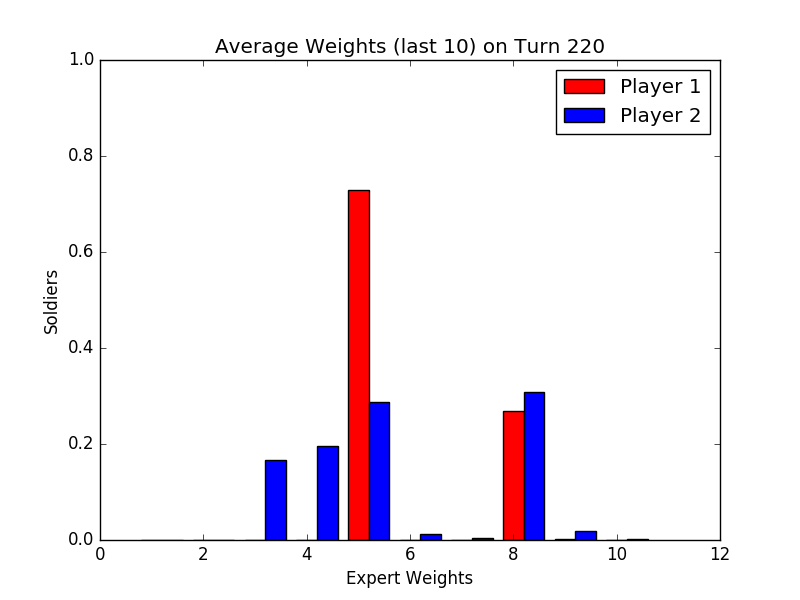 Average Weights (last 10) on Turn 220
1.0
0.8
0.6
0.4
0.2
0.0
Soldiers
Player 1
Player 2
0 2 4 6 8 10 12
Expert Weights